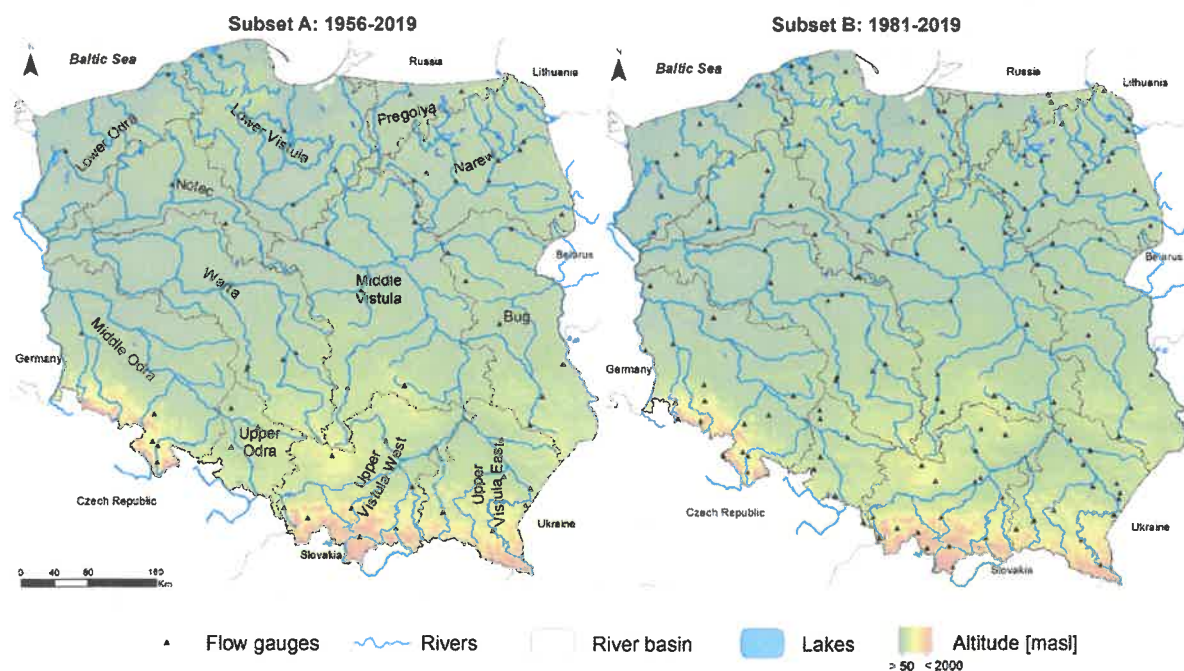 Subset A: 1956-2019
Baltic Sea
Russia
Lithuania
Lower Odra
Lower Vistula
Pregolya
Narew
Notec
Belarus
Warta
Middle
Vistula
Bug
Middle Odra
Germany
Upper
Odra
Upper
Vistula West
Upper
Vistula East
Czech Republic
Ukraine
Slovakia
0 40 80 160
Km
Subset B: 1981-2019
Baltic Sea
Russia
Lithuania
Belarus
Germany
Czech Republic
Ukraine
Slovakia
Flow gauges
Rivers
River basin
Lakes
Altitude [masl]
> 50 < 2000